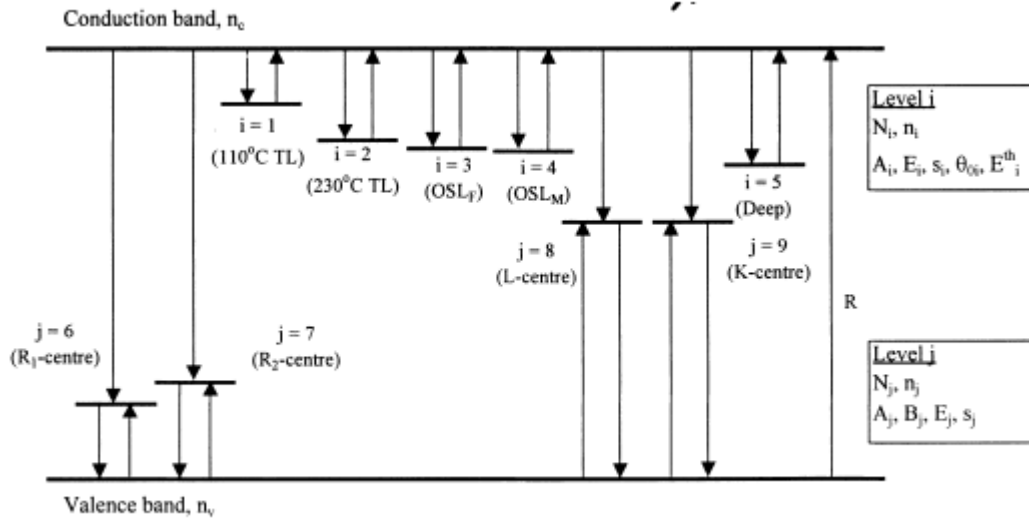 Conduction band, n_c
i = 1
(110°C TL)
i = 2
(230°C TL)
i = 3
(OSL_F)
i = 4
(OSL_M)
i = 5
(Deep)
Level i
N_i, n_i
A_i, E_i, s_i, θ_0i, E^th_i
j = 8
(L-centre)
j = 9
(K-centre)
R
j = 6
(R_1-centre)
j = 7
(R_2-centre)
Level j
N_j, n_j
A_j, B_j, E_j, s_j
Valence band, n_v